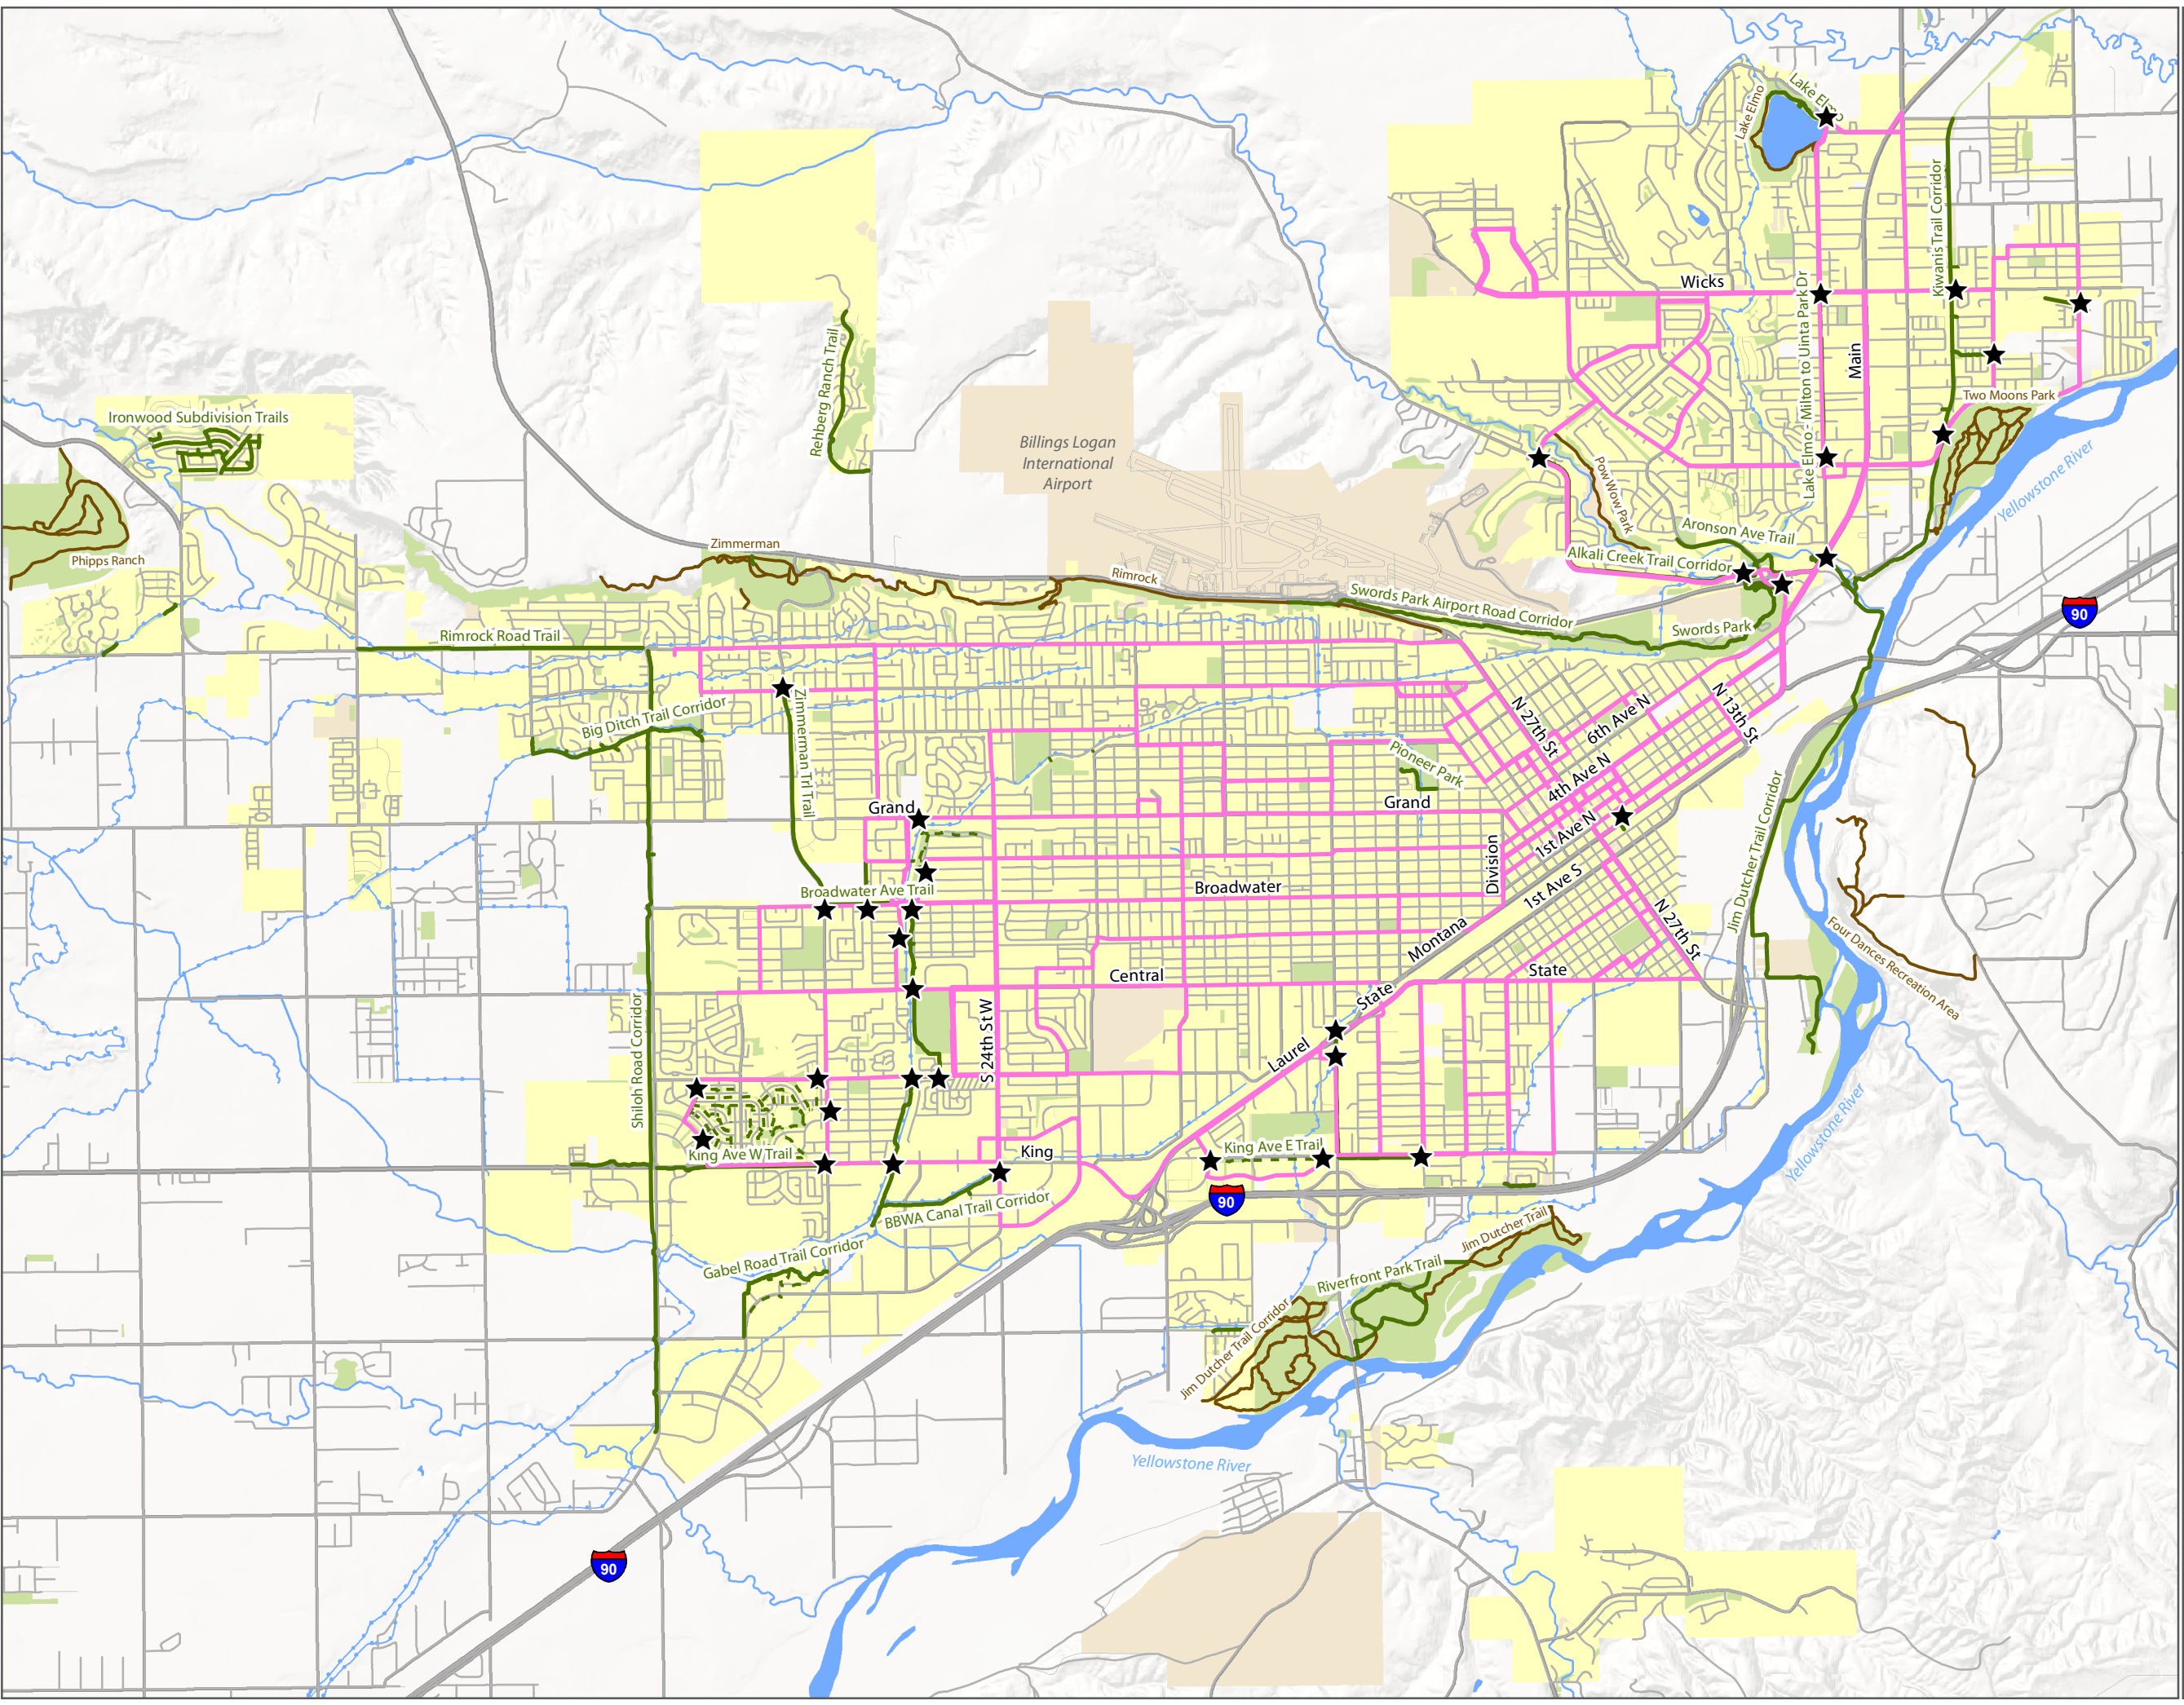 Lake Elmo
Lake Elmo
Kiwanis Trail Corridor
Wicks
Lake Elmo - Milton to Uinta Park Dr
Main
Rehberg Ranch Trail
Two Moons Park
Ironwood Subdivision Trails
Billings Logan
International
Airport
Yellowstone River
Pow Wow Park
Aronson Ave Trail
Zimmerman
Phipps Ranch
Alkali Creek Trail Corridor
Rimrock
Swords Park Airport Road Corridor
90
Rimrock Road Trail
Swords Park
Big Ditch Trail Corridor
Zimmerman Trl Trail
N 27th St
6th Ave N
N 13th St
Pioneer Park
4th Ave N
Grand
Grand
Jim Dutcher Trail Corridor
1st Ave N
Division
Broadwater Ave Trail
Broadwater
1st Ave S
N 27th St
Montana
Four Dances Recreation Area
Central
State
State
Shiloh Road Corridor
S 24th St W
Laurel
Yellowstone River
King Ave W Trail
King
King Ave E Trail
90
BBWA Canal Trail Corridor
Gabel Road Trail Corridor
Jim Dutcher Trail
Riverfront Park Trail
Jim Dutcher Trail Corridor
Yellowstone River
90